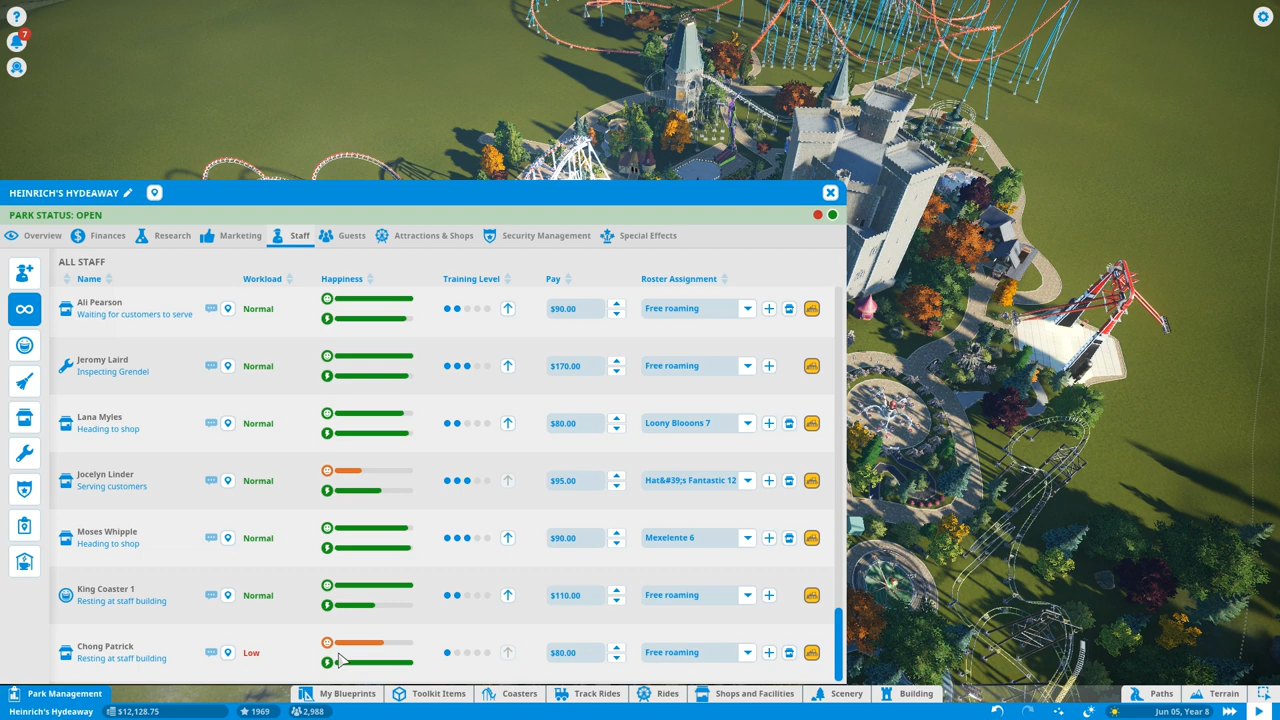 ?
7
HEINRICH'S HYDEAWAY
PARK STATUS: OPEN
Overview Finances Research Marketing Staff Guests Attractions & Shops Security Management Special Effects
ALL STAFF
Name Workload Happiness Training Level Pay Roster Assignment
Ali Pearson
Waiting for customers to serve
Normal $90.00 Free roaming
Jeromy Laird
Inspecting Grendel
Normal $170.00 Free roaming
Lana Myles
Heading to shop
Normal $80.00 Loony Blooons 7
Jocelyn Linder
Serving customers
Normal $95.00 Hat&#39;s Fantastic 12
Moses Whipple
Heading to shop
Normal $90.00 Mexelente 6
King Coaster 1
Resting at staff building
Normal $110.00 Free roaming
Chong Patrick
Resting at staff building
Low $80.00 Free roaming
Park Management My Blueprints Toolkit Items Coasters Track Rides Rides Shops and Facilities Scenery Building Paths Terrain
Heinrich's Hydeaway $12,128.75 1969 2,988 Jun 05, Year 8